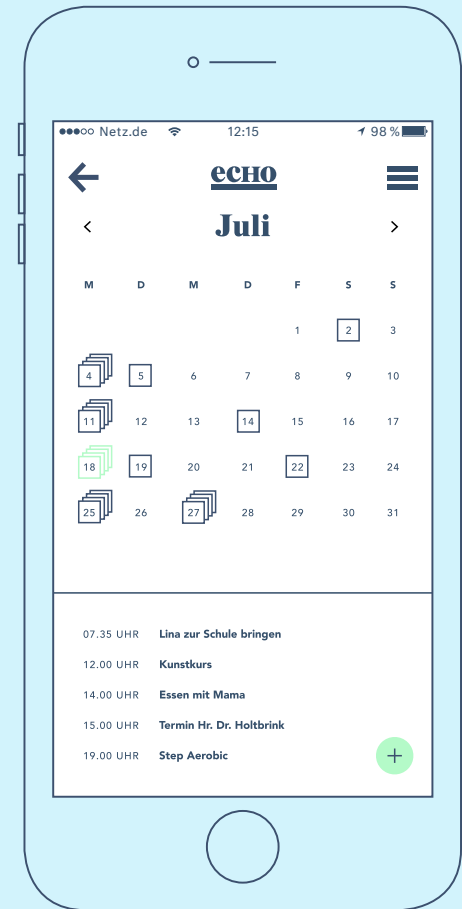 Netz.de 12:15 98 %
ecHO
Juli
M D M D F S S
1 2 3
4 5 6 7 8 9 10
11 12 13 14 15 16 17
18 19 20 21 22 23 24
25 26 27 28 29 30 31
07.35 UHR Lina zur Schule bringen
12.00 UHR Kunstkurs
14.00 UHR Essen mit Mama
15.00 UHR Termin Hr. Dr. Holtbrink
19.00 UHR Step Aerobic